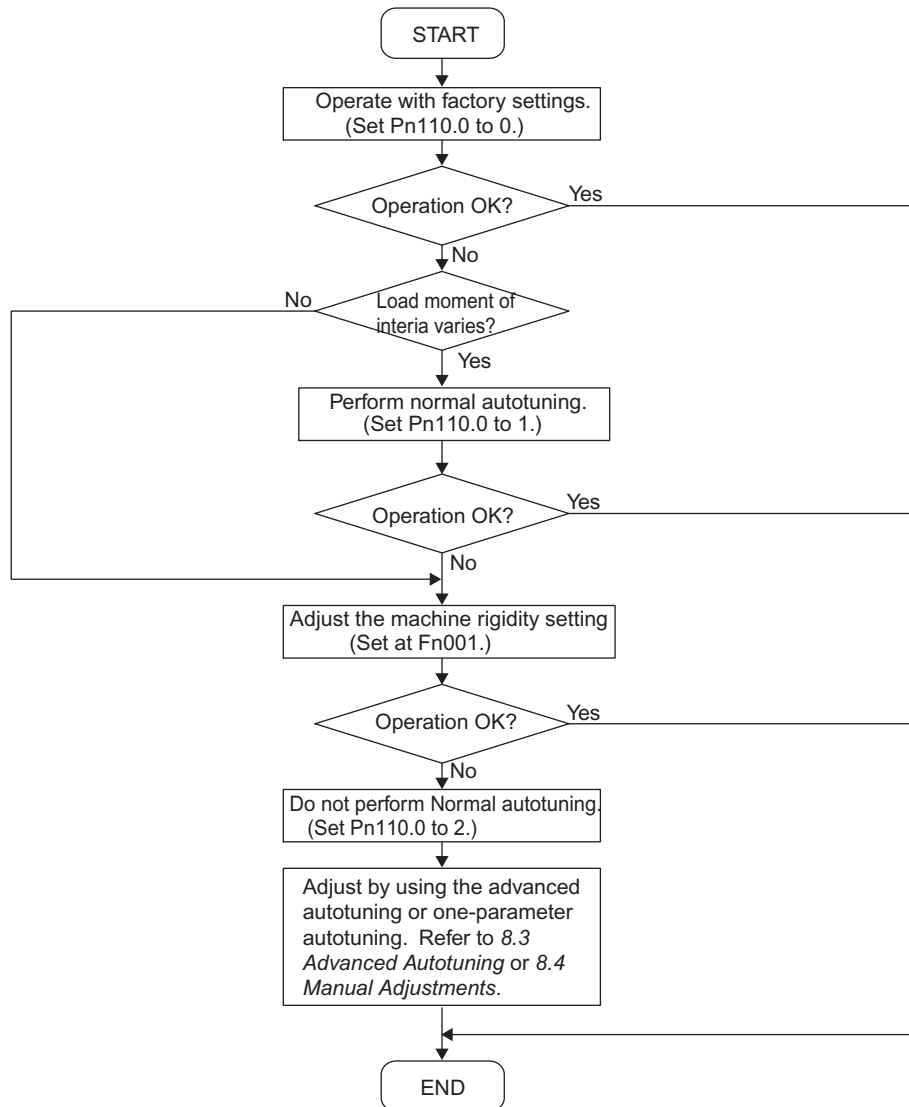 START
Operate with factory settings.
(Set Pn110.0 to 0.)
Operation OK?
Yes
No
No
Load moment of
interia varies?
Yes
Perform normal autotuning.
(Set Pn110.0 to 1.)
Operation OK?
Yes
No
Adjust the machine rigidity setting
(Set at Fn001.)
Operation OK?
Yes
No
Do not perform Normal autotuning.
(Set Pn110.0 to 2.)
Adjust by using the advanced
autotuning or one-parameter
autotuning.  Refer to 8.3
Advanced Autotuning or 8.4
Manual Adjustments.
END